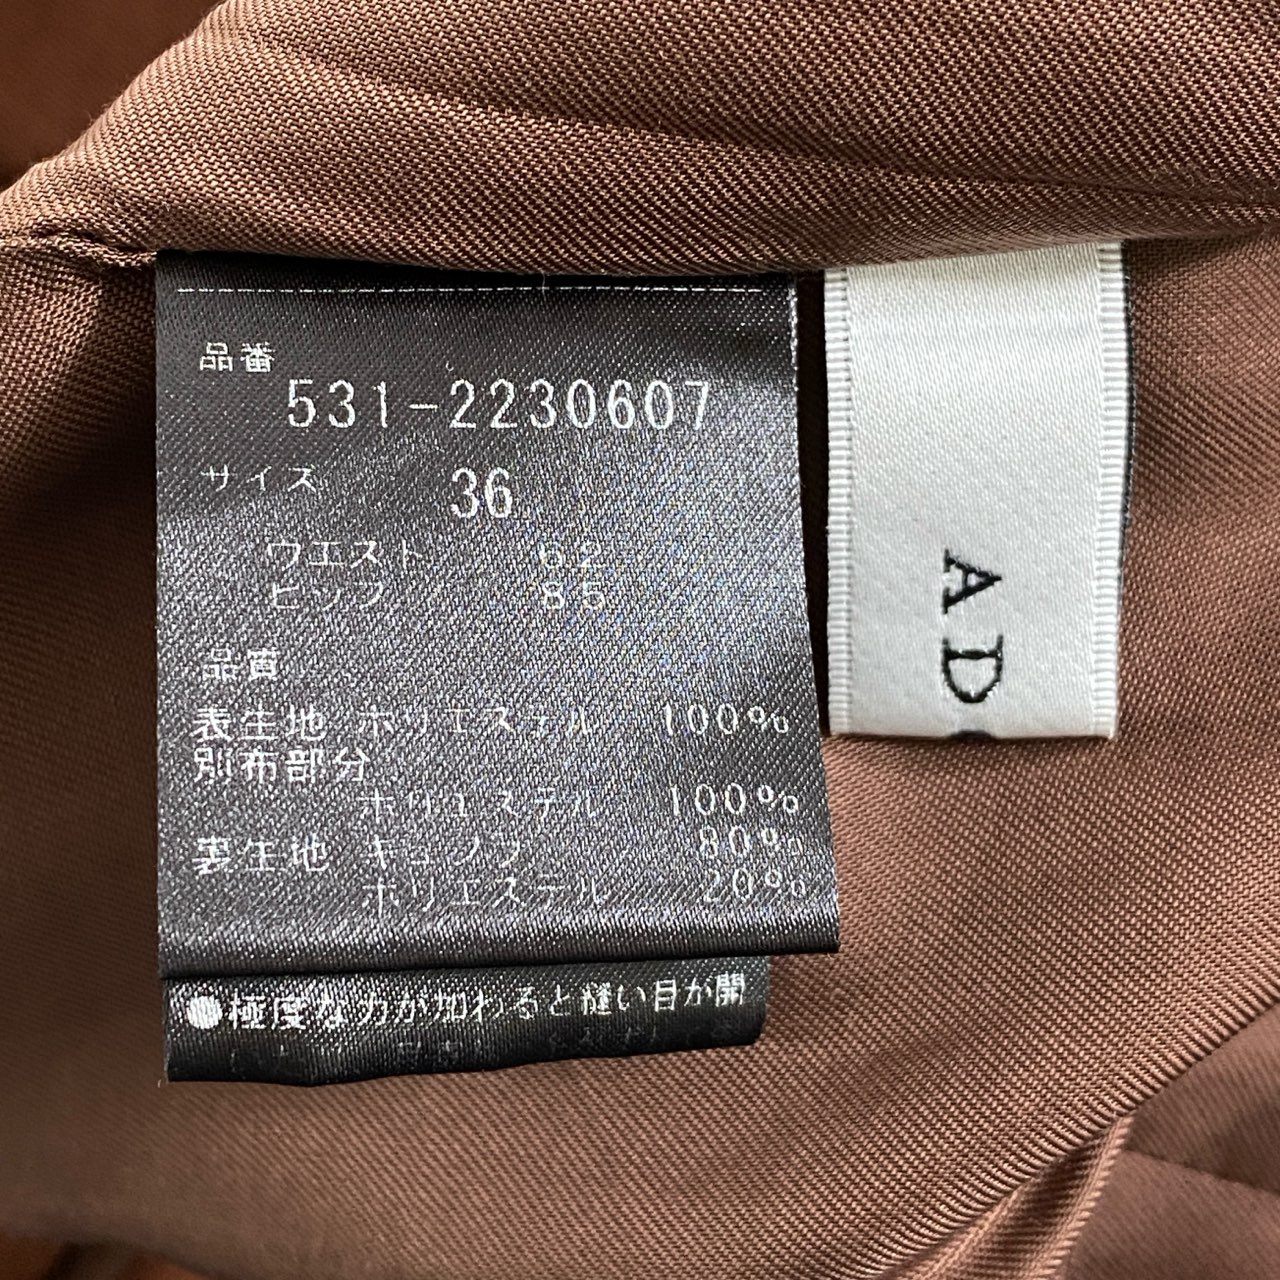 品番
531-2230607
サイズ 36
ウエスト 62
ヒップ 85
品質
表生地 ポリエステル 100%
別布部分
ポリエステル 100%
裏生地 キュプラ 80%
ポリエステル 20%
●極度な力が加わると縫い目が開
AD